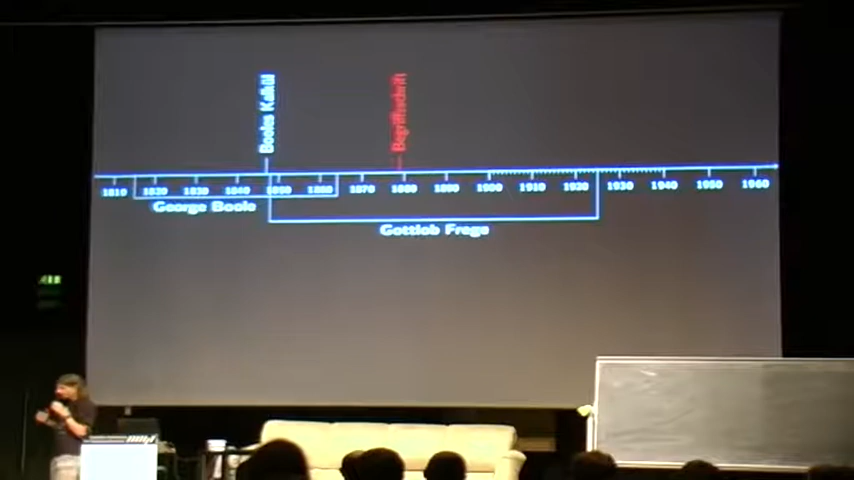 Booles Kalkül
Begriffsschrift
1810 1820 1830 1840 1850 1860 1870 1880 1890 1900 1910 1920 1930 1940 1950 1960
George Boole
Gottlob Frege